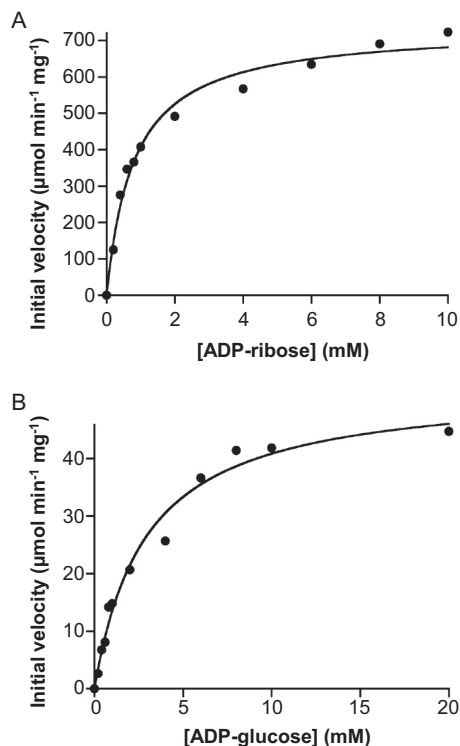 A
700
600
500
400
300
200
100
0
Initial velocity (µmol min⁻¹ mg⁻¹)
0 2 4 6 8 10
[ADP-ribose] (mM)
B
40
30
20
10
0
Initial velocity (µmol min⁻¹ mg⁻¹)
0 5 10 20
[ADP-glucose] (mM)